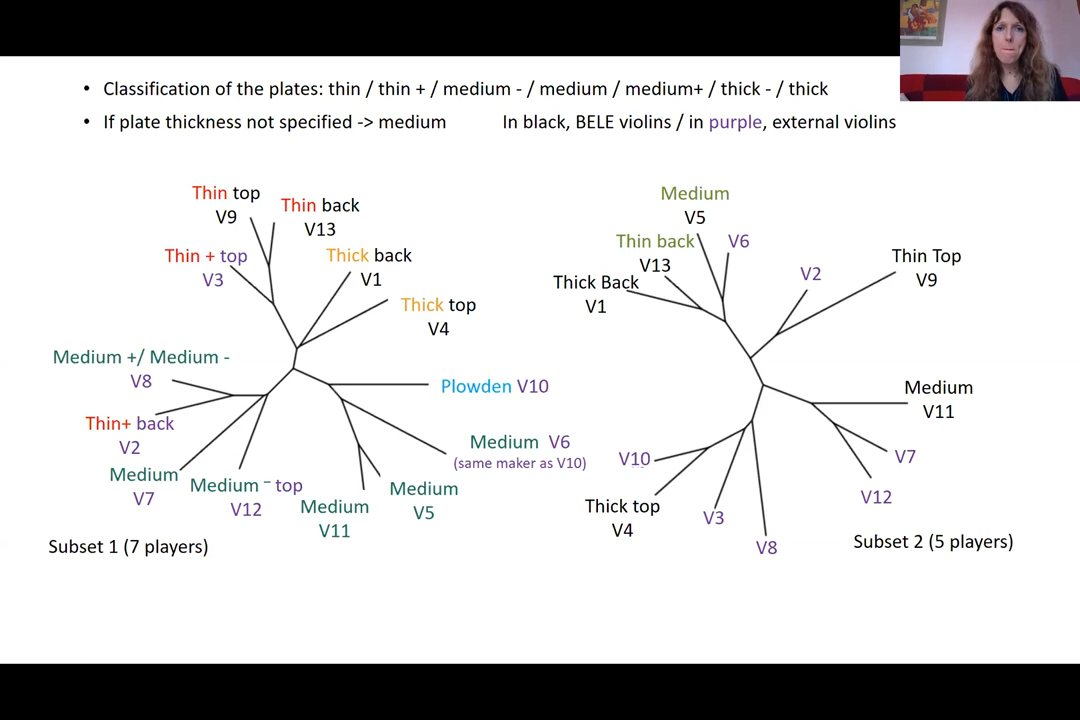 • Classification of the plates: thin / thin + / medium - / medium / medium+ / thick - / thick
• If plate thickness not specified -> medium
In black, BELE violins / in purple, external violins
Thin top
V9
Thin back
V13
Thin + top
V3
Thick back
V1
Thick top
V4
Medium +/ Medium -
V8
Thin+ back
V2
Medium
V7
Medium - top
V12
Medium
V11
Medium
V5
Plowden V10
Medium V6
(same maker as V10)
Subset 1 (7 players)
Medium
V5
V6
Thin back
V13
Thick Back
V1
V2
Thin Top
V9
Medium
V11
V7
V12
V10
Thick top
V4
V3
V8
Subset 2 (5 players)